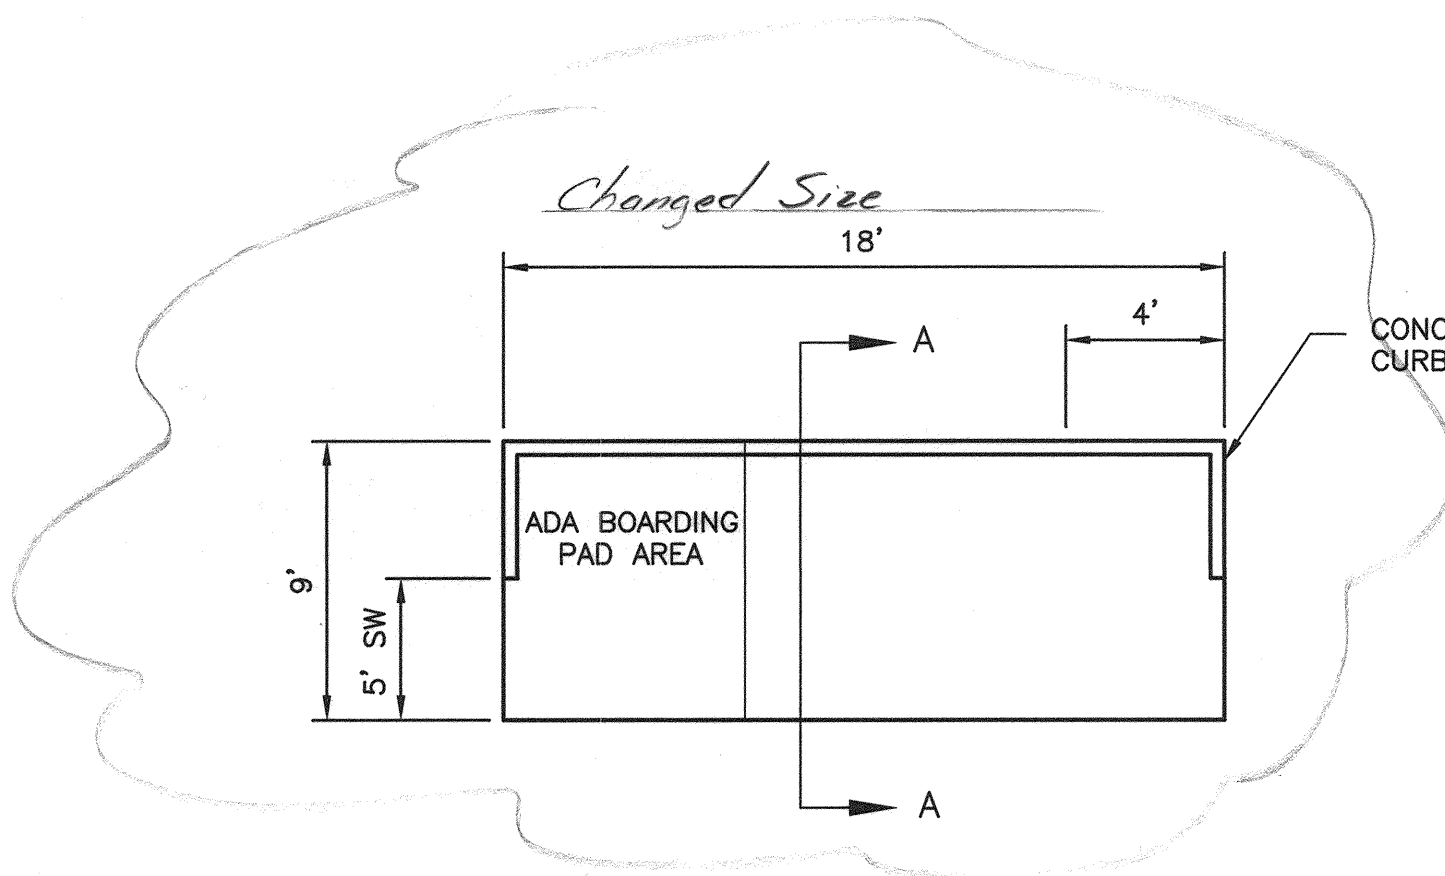 Changed Size
18'
4'
A
CONC
CURB
ADA BOARDING
PAD AREA
9'
5' SW
A